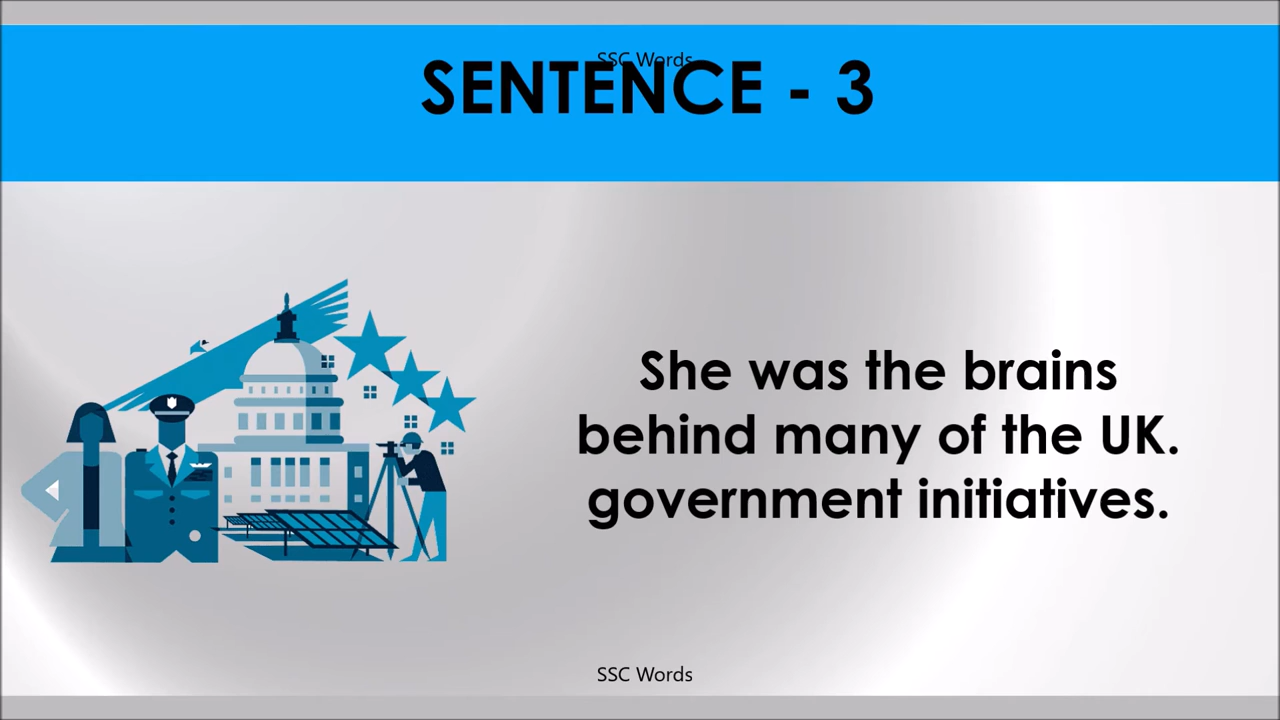 SSC Words
SENTENCE - 3
She was the brains
behind many of the UK.
government initiatives.
SSC Words